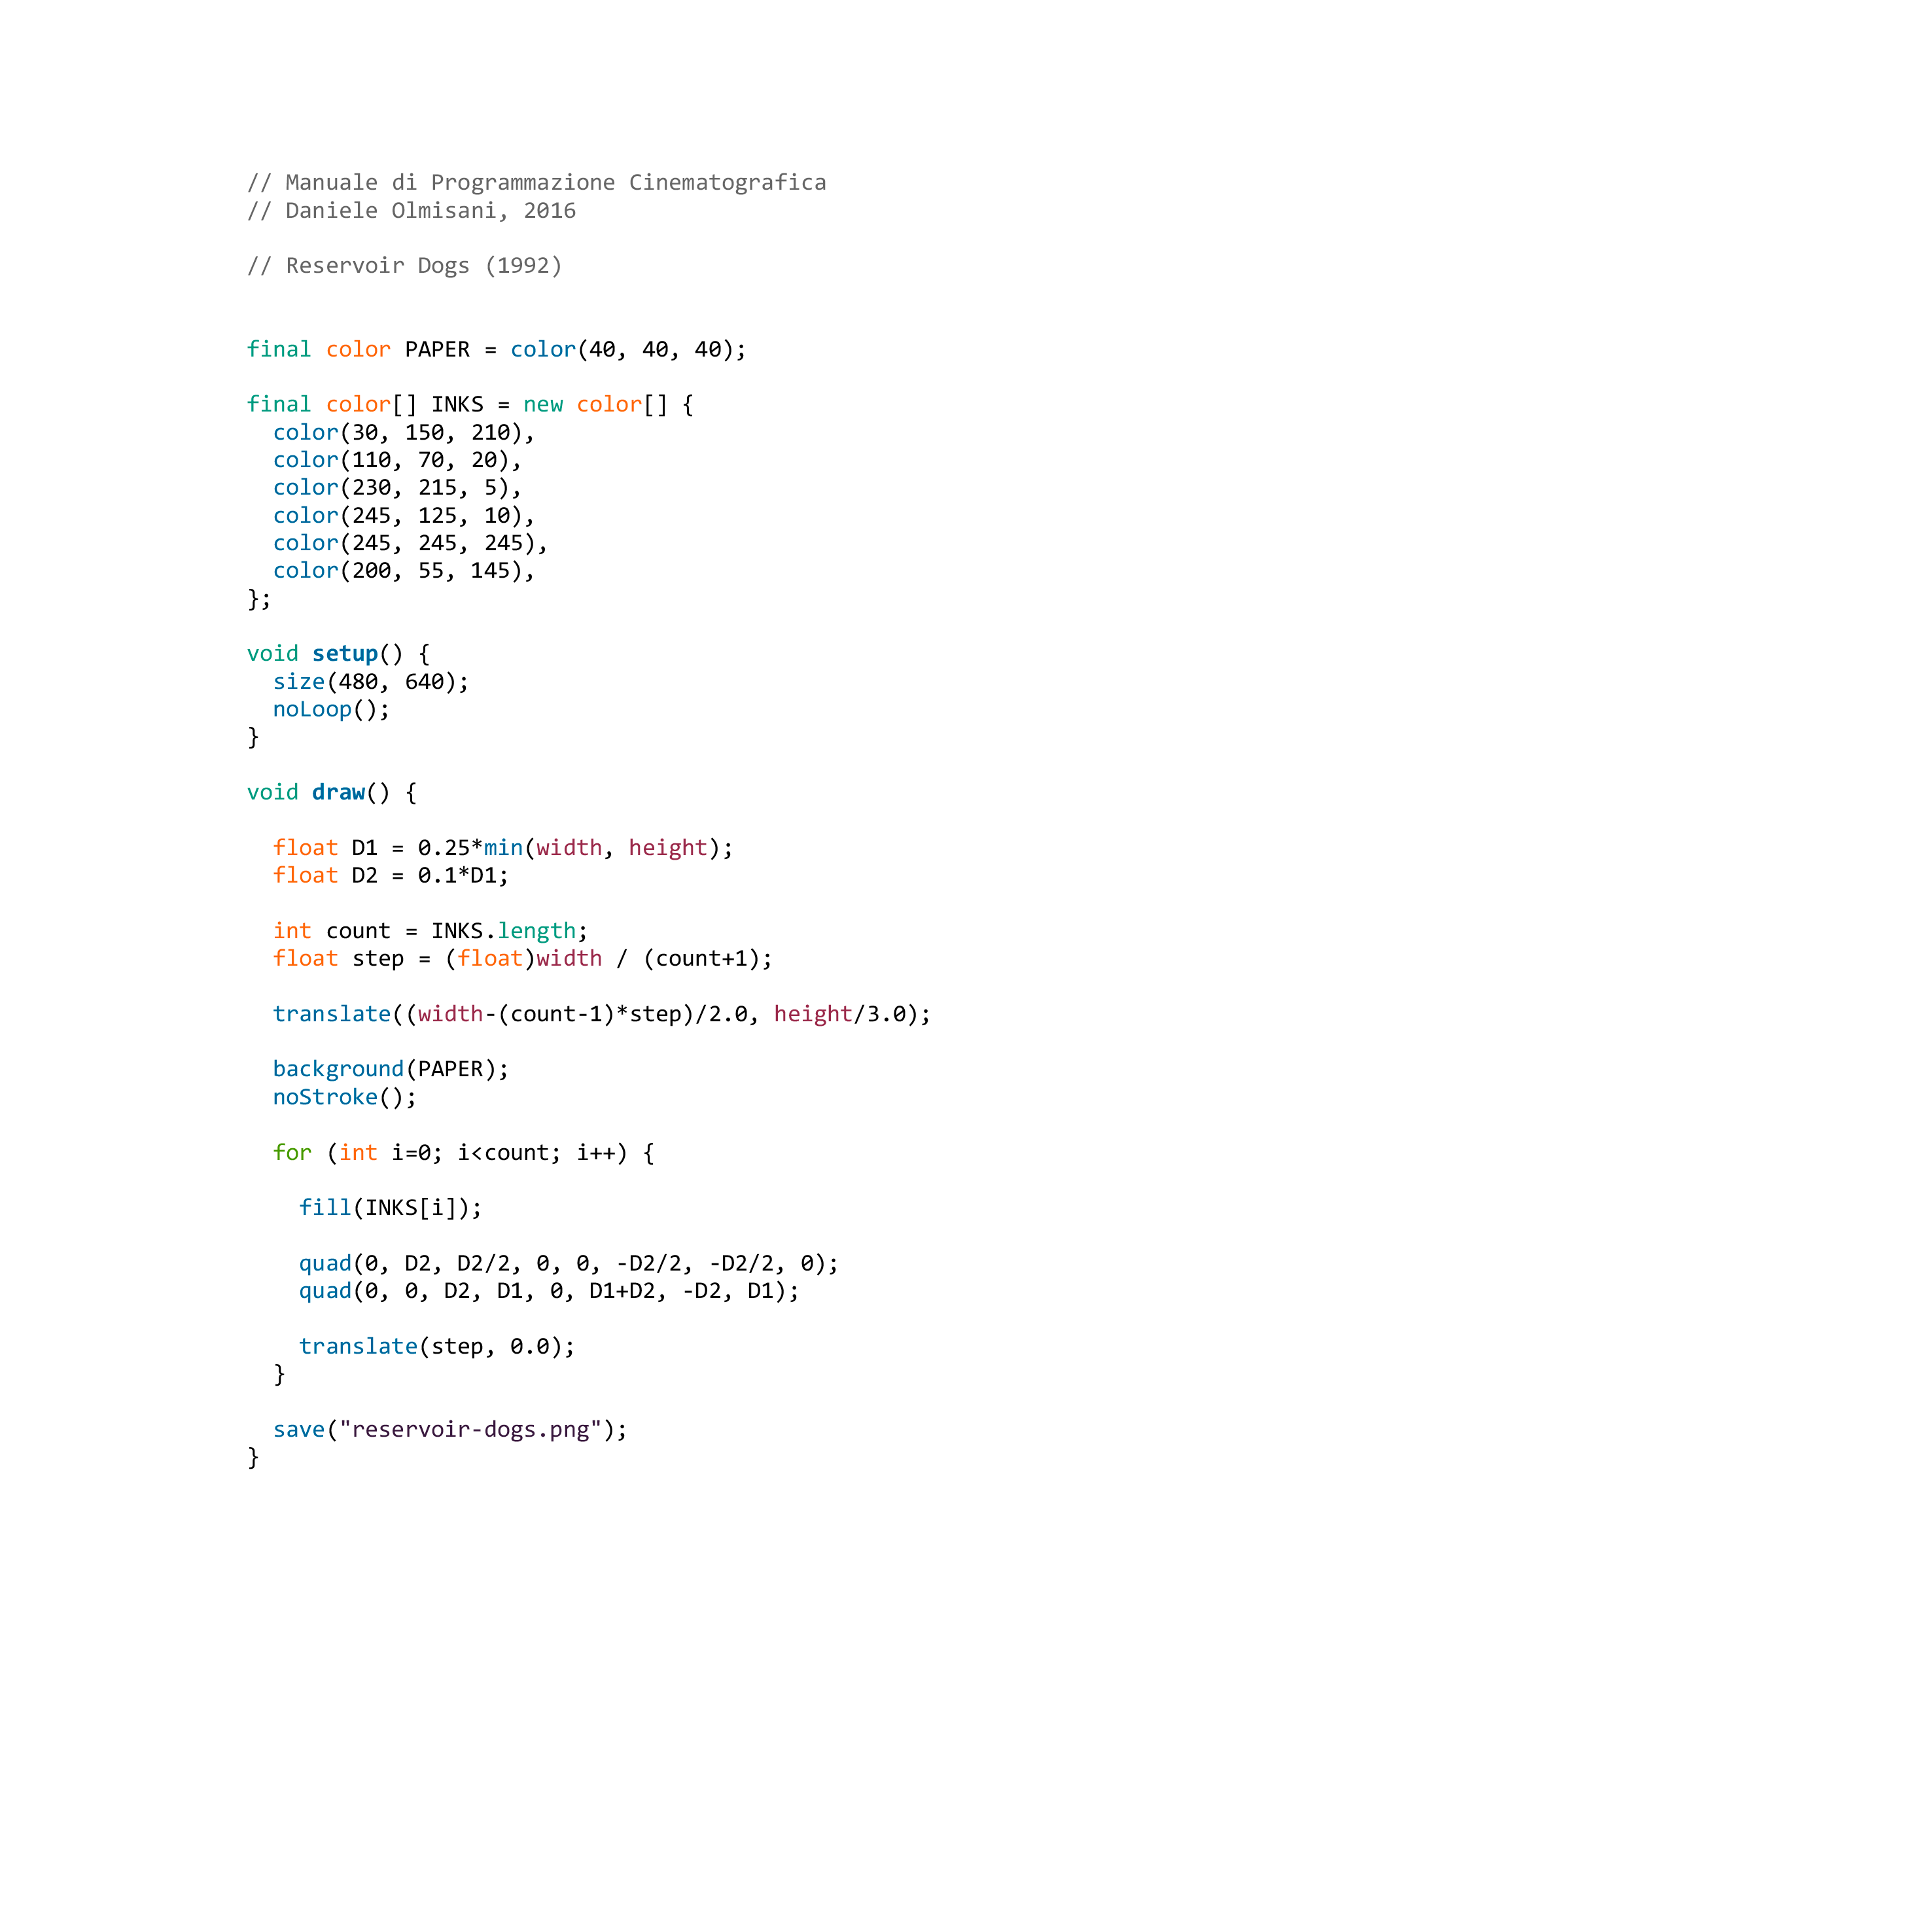 // Manuale di Programmazione Cinematografica
// Daniele Olmisani, 2016

// Reservoir Dogs (1992)


final color PAPER = color(40, 40, 40);

final color[] INKS = new color[] {
  color(30, 150, 210),
  color(110, 70, 20),
  color(230, 215, 5),
  color(245, 125, 10),
  color(245, 245, 245),
  color(200, 55, 145),
};

void setup() {
  size(480, 640);
  noLoop();
}

void draw() {

  float D1 = 0.25*min(width, height);
  float D2 = 0.1*D1;

  int count = INKS.length;
  float step = (float)width / (count+1);

  translate((width-(count-1)*step)/2.0, height/3.0);

  background(PAPER);
  noStroke();

  for (int i=0; i<count; i++) {

    fill(INKS[i]);

    quad(0, D2, D2/2, 0, 0, -D2/2, -D2/2, 0);
    quad(0, 0, D2, D1, 0, D1+D2, -D2, D1);

    translate(step, 0.0);
  }

  save("reservoir-dogs.png");
}